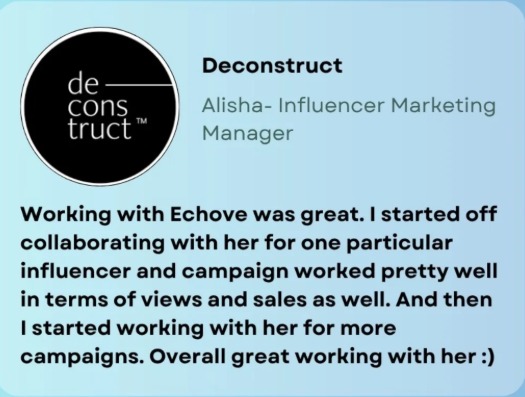 de
cons
truct™
Deconstruct
Alisha- Influencer Marketing
Manager
Working with Echove was great. I started off
collaborating with her for one particular
influencer and campaign worked pretty well
in terms of views and sales as well. And then
I started working with her for more
campaigns. Overall great working with her :)